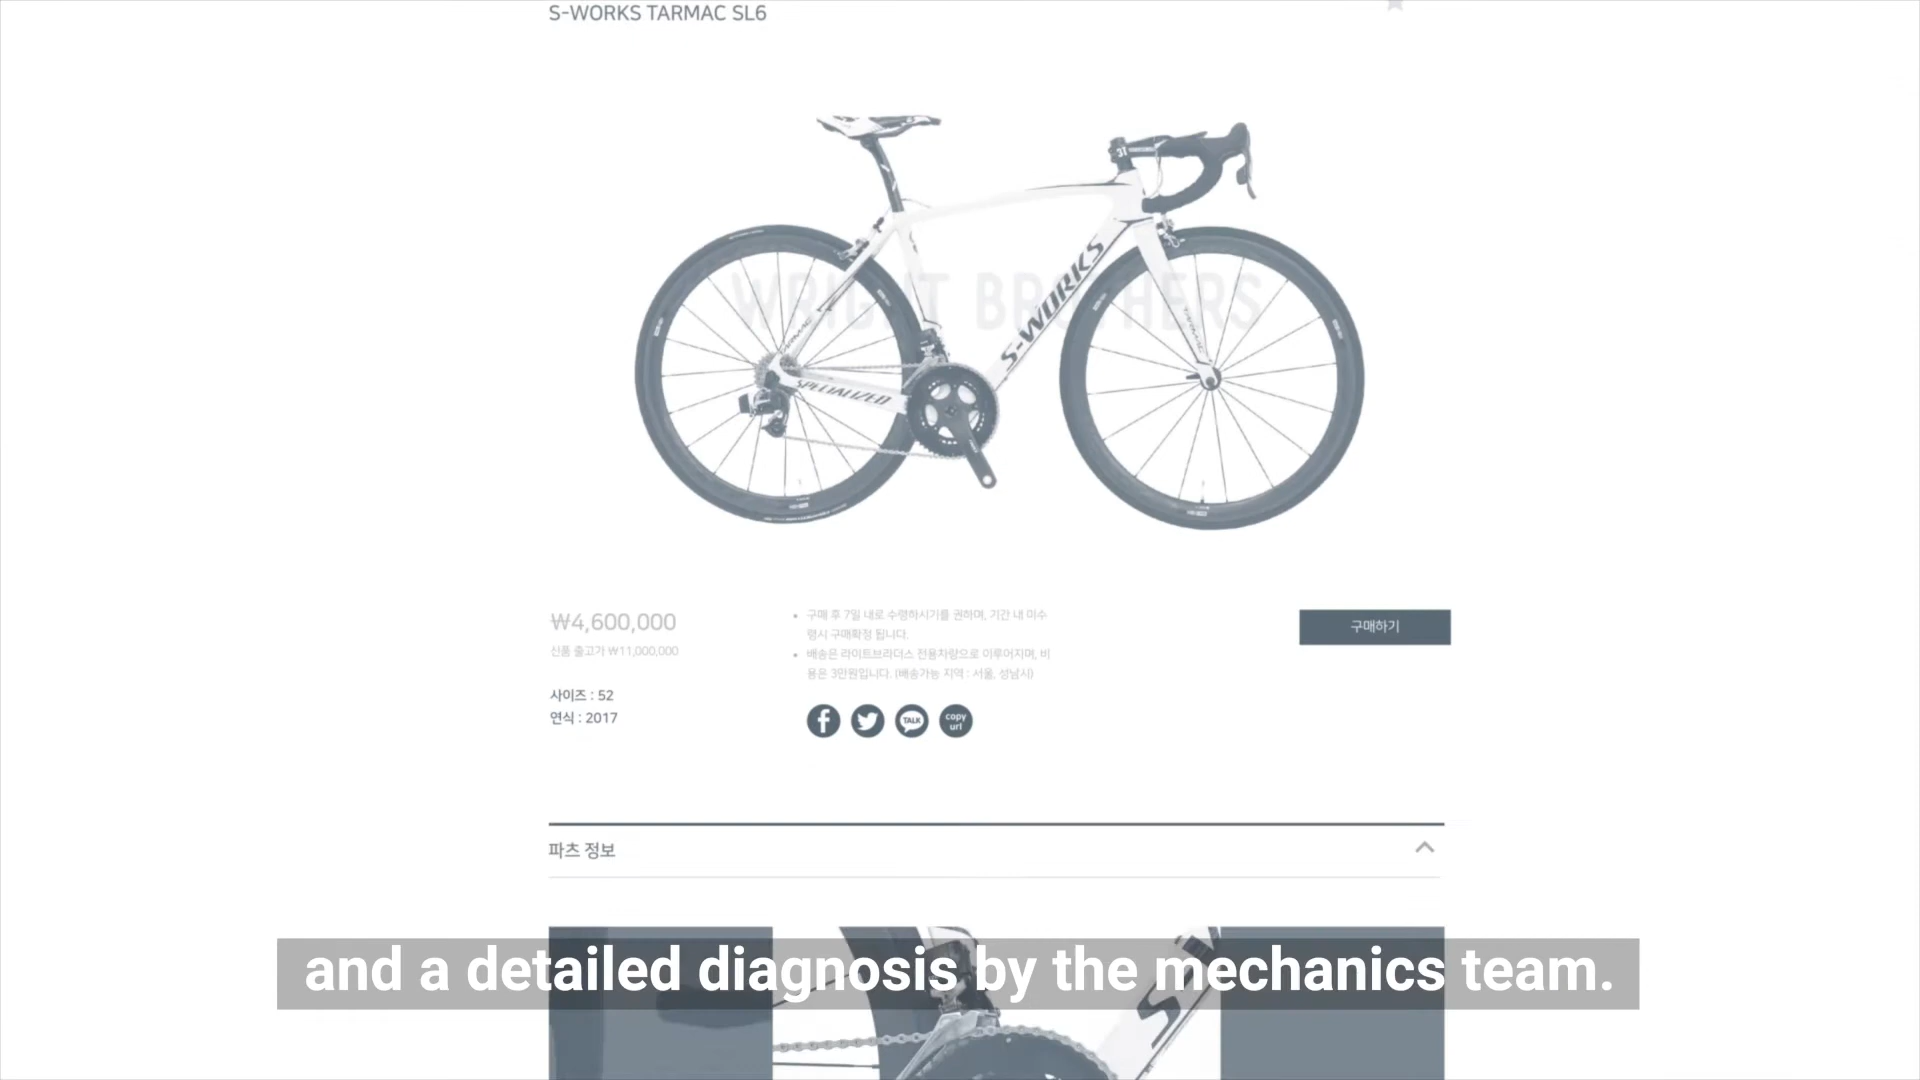 S-WORKS TARMAC SL6
WRIGHT BROTHERS
S-WORKS
SPECIALIZED
TARMAC
₩4,600,000
신품 출고가 ₩11,000,000
사이즈 : 52
연식 : 2017
• 구매 후 7일 내로 수령하시기를 권하며, 기간 내 미수
령시 구매확정 됩니다.
• 배송은 라이트브라더스 전용차량으로 이루어지며, 비
용은 3만원입니다. (배송가능 지역 : 서울, 성남시)
TALK
copy
url
구매하기
파츠 정보
and a detailed diagnosis by the mechanics team.